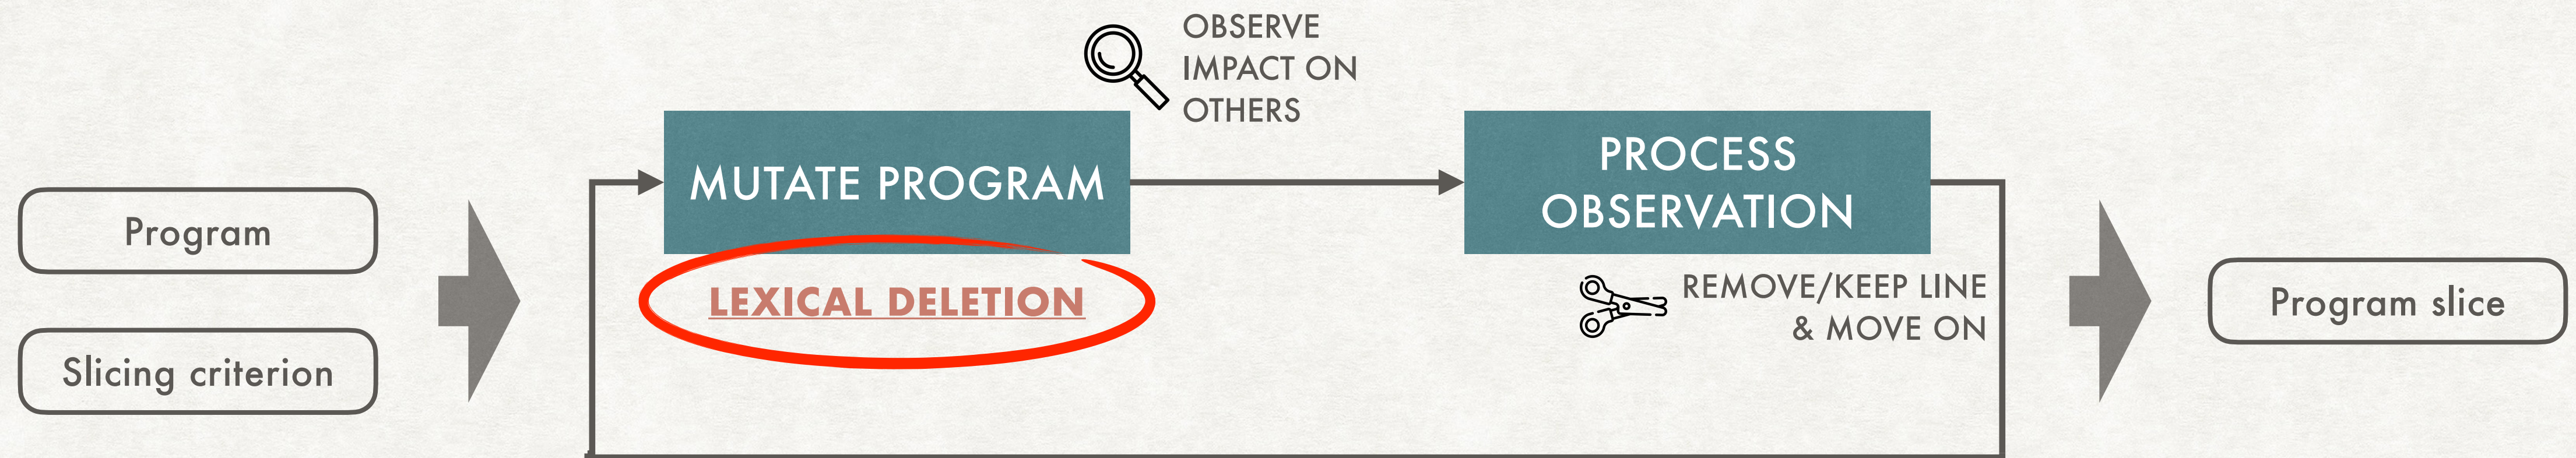 Program
Slicing criterion
MUTATE PROGRAM
LEXICAL DELETION
OBSERVE
IMPACT ON
OTHERS
PROCESS
OBSERVATION
REMOVE/KEEP LINE
& MOVE ON
Program slice